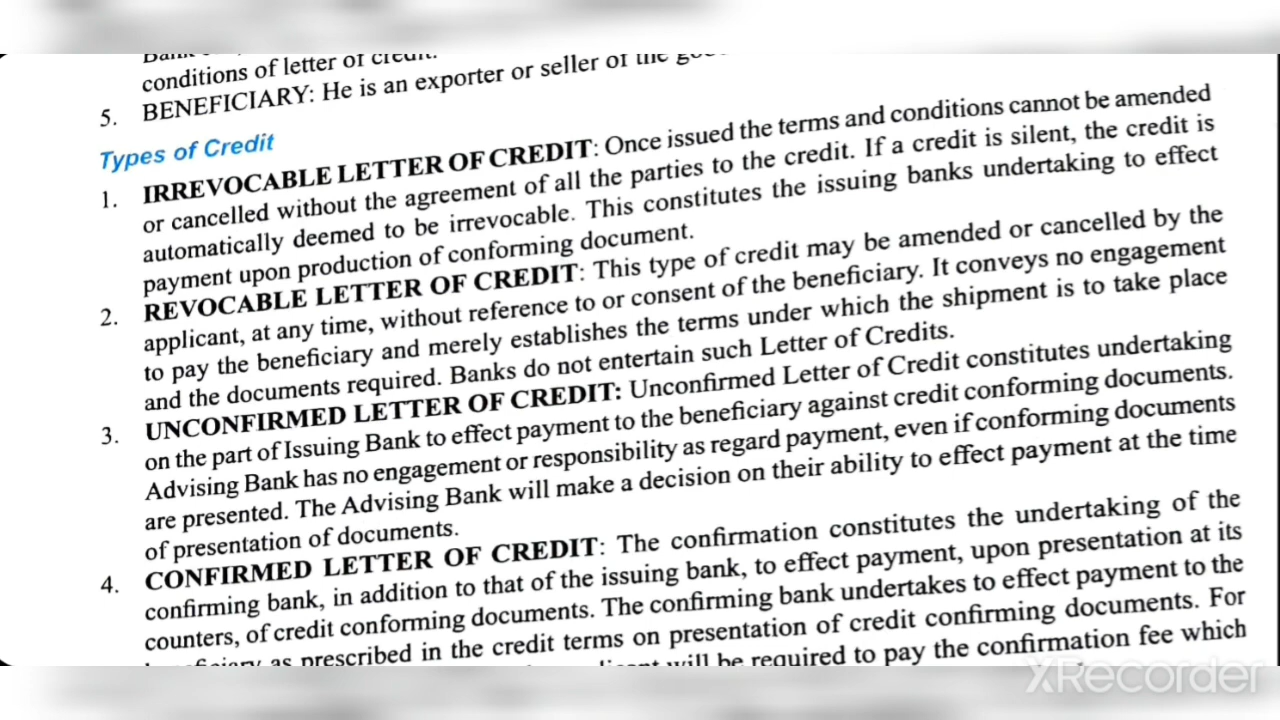 conditions of letter of credit.
5. BENEFICIARY: He is an exporter or seller of the
Types of Credit
1. IRREVOCABLE LETTER OF CREDIT: Once issued the terms and conditions cannot be amended
or cancelled without the agreement of all the parties to the credit. If a credit is silent, the credit is
automatically deemed to be irrevocable. This constitutes the issuing banks undertaking to effect
payment upon production of conforming document.
2. REVOCABLE LETTER OF CREDIT: This type of credit may be amended or cancelled by the
applicant, at any time, without reference to or consent of the beneficiary. It conveys no engagement
to pay the beneficiary and merely establishes the terms under which the shipment is to take place
and the documents required. Banks do not entertain such Letter of Credits.
3. UNCONFIRMED LETTER OF CREDIT: Unconfirmed Letter of Credit constitutes undertaking
on the part of Issuing Bank to effect payment to the beneficiary against credit conforming documents.
Advising Bank has no engagement or responsibility as regard payment, even if conforming documents
are presented. The Advising Bank will make a decision on their ability to effect payment at the time
of presentation of documents.
4. CONFIRMED LETTER OF CREDIT: The confirmation constitutes the undertaking of the
confirming bank, in addition to that of the issuing bank, to effect payment, upon presentation at its
counters, of credit conforming documents. The confirming bank undertakes to effect payment to the
as prescribed in the credit terms on presentation of credit confirming documents. For
will be required to pay the confirmation fee which
XRecorder